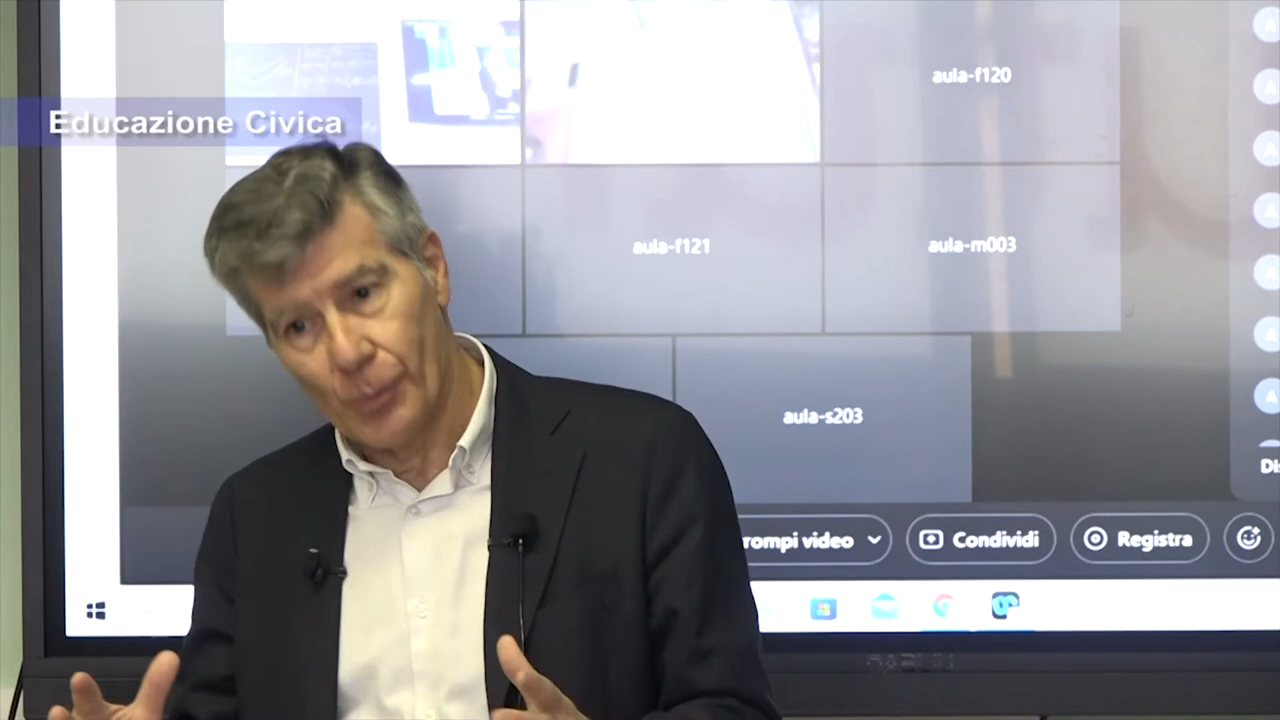 aula-f120
Educazione Civica
aula-f121
aula-m003
aula-s203
rompi video
Condividi
Registra